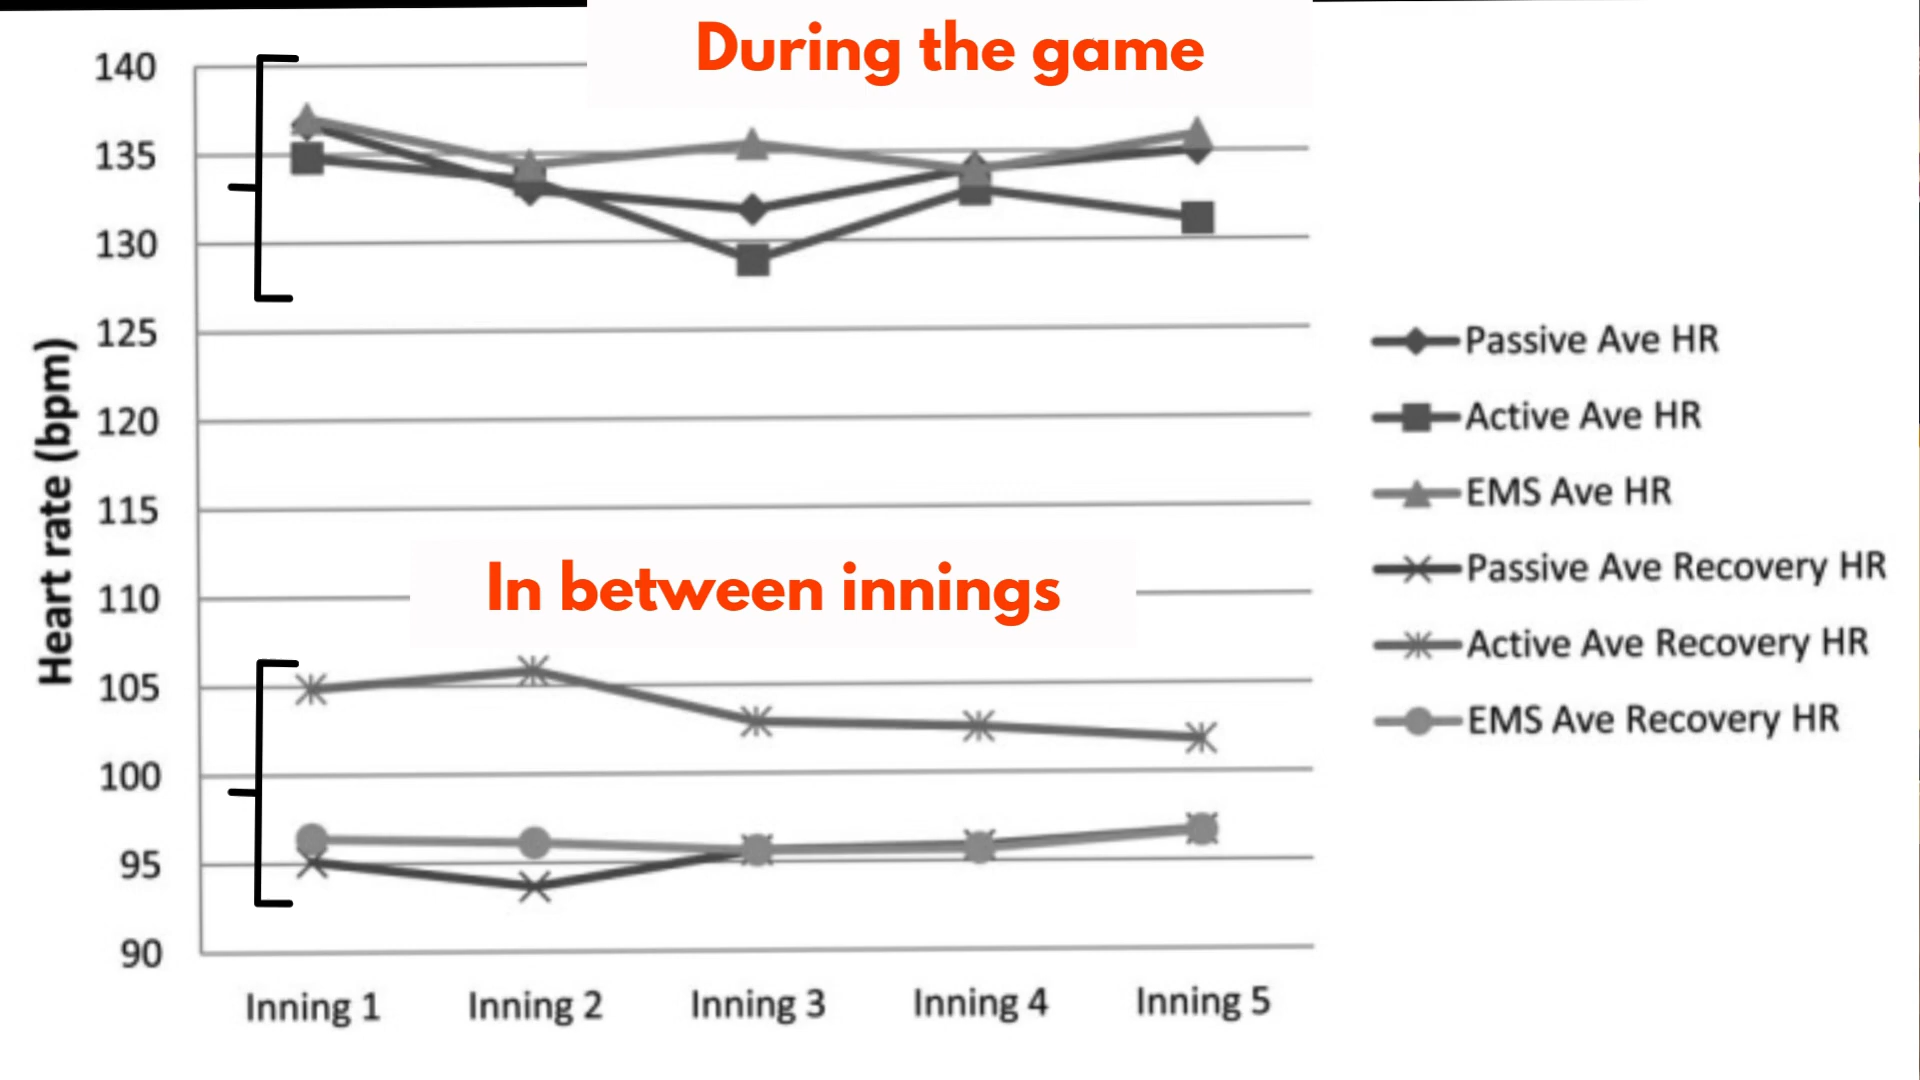 During the game
140
135
130
125
120
115
110
105
100
95
90
Heart rate (bpm)
In between innings
Inning 1 Inning 2 Inning 3 Inning 4 Inning 5
Passive Ave HR
Active Ave HR
EMS Ave HR
Passive Ave Recovery HR
Active Ave Recovery HR
EMS Ave Recovery HR